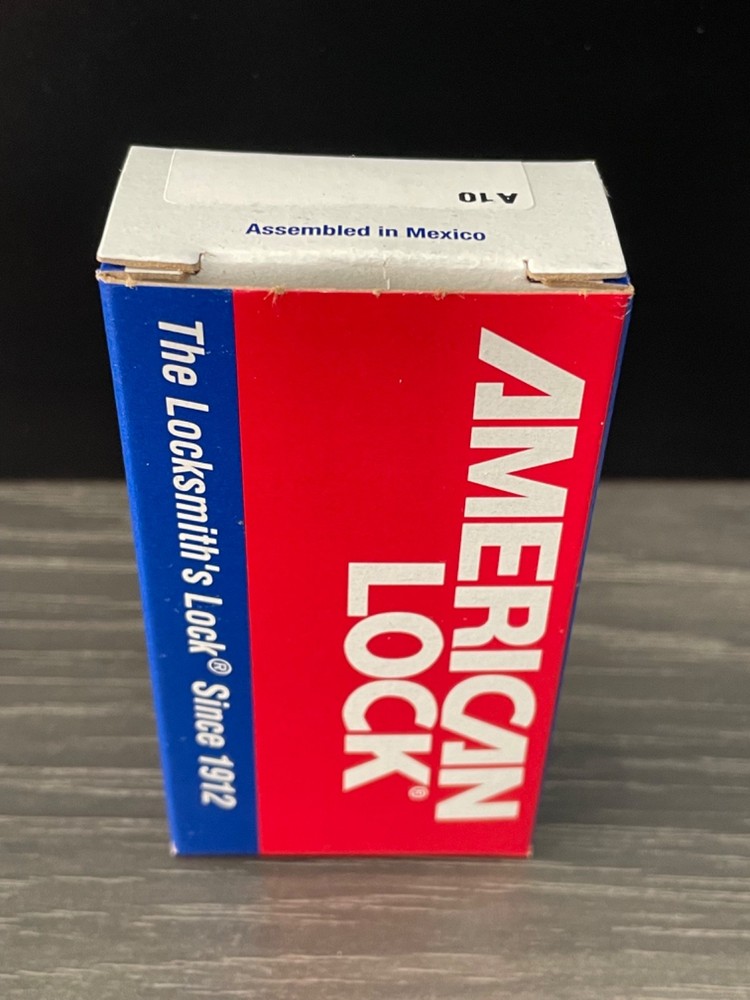 A10
Assembled in Mexico
AMERICAN
LOCK®
The Locksmith's Lock® Since 1912